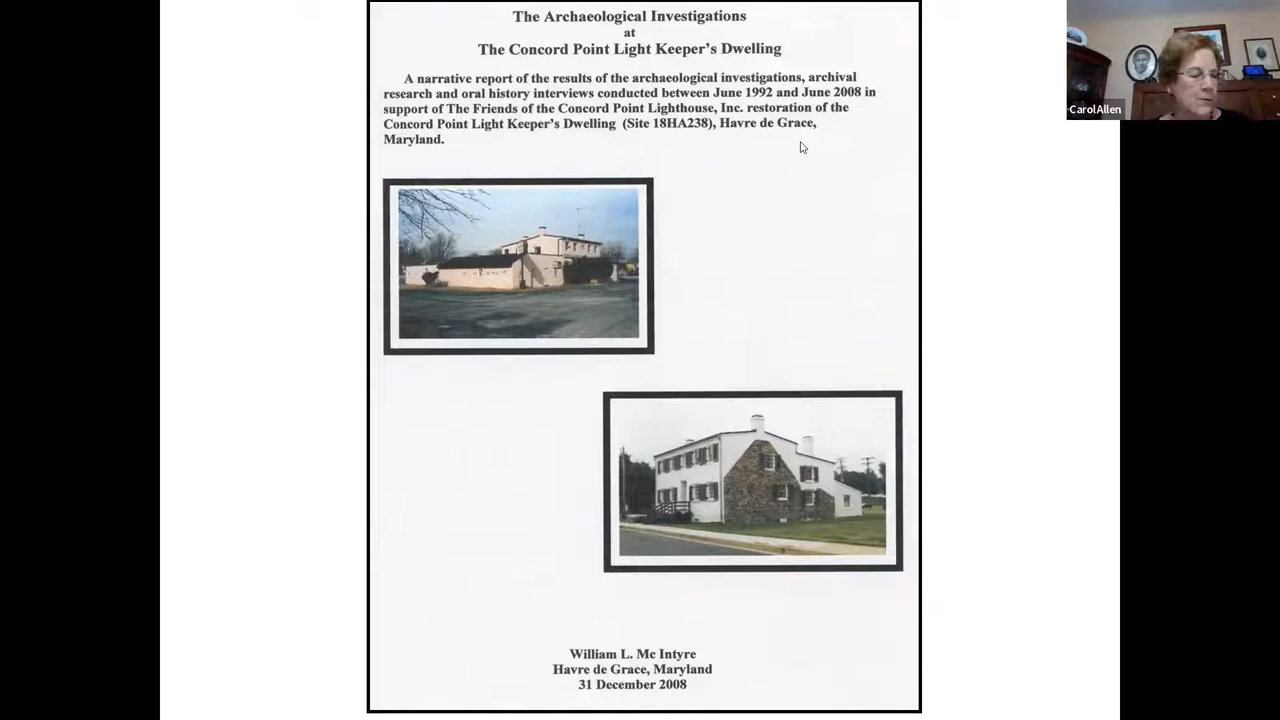 The Archaeological Investigations
at
The Concord Point Light Keeper's Dwelling
A narrative report of the results of the archaeological investigations, archival
research and oral history interviews conducted between June 1992 and June 2008 in
support of The Friends of the Concord Point Lighthouse, Inc. restoration of the
Concord Point Light Keeper's Dwelling (Site 18HA238), Havre de Grace,
Maryland.
CarolAllen
William L. Mc Intyre
Havre de Grace, Maryland
31 December 2008